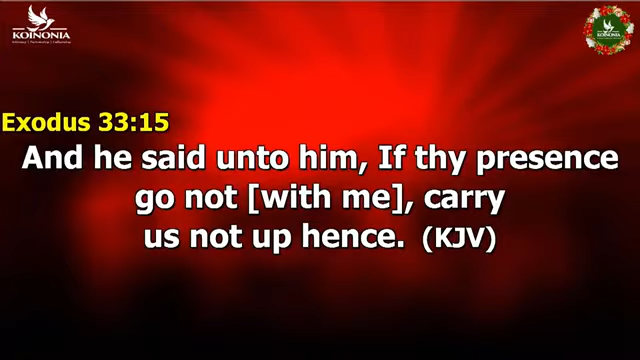 KOINONIA
KOINONIA
Exodus 33:15
And he said unto him, If thy presence
go not [with me], carry
us not up hence. (KJV)